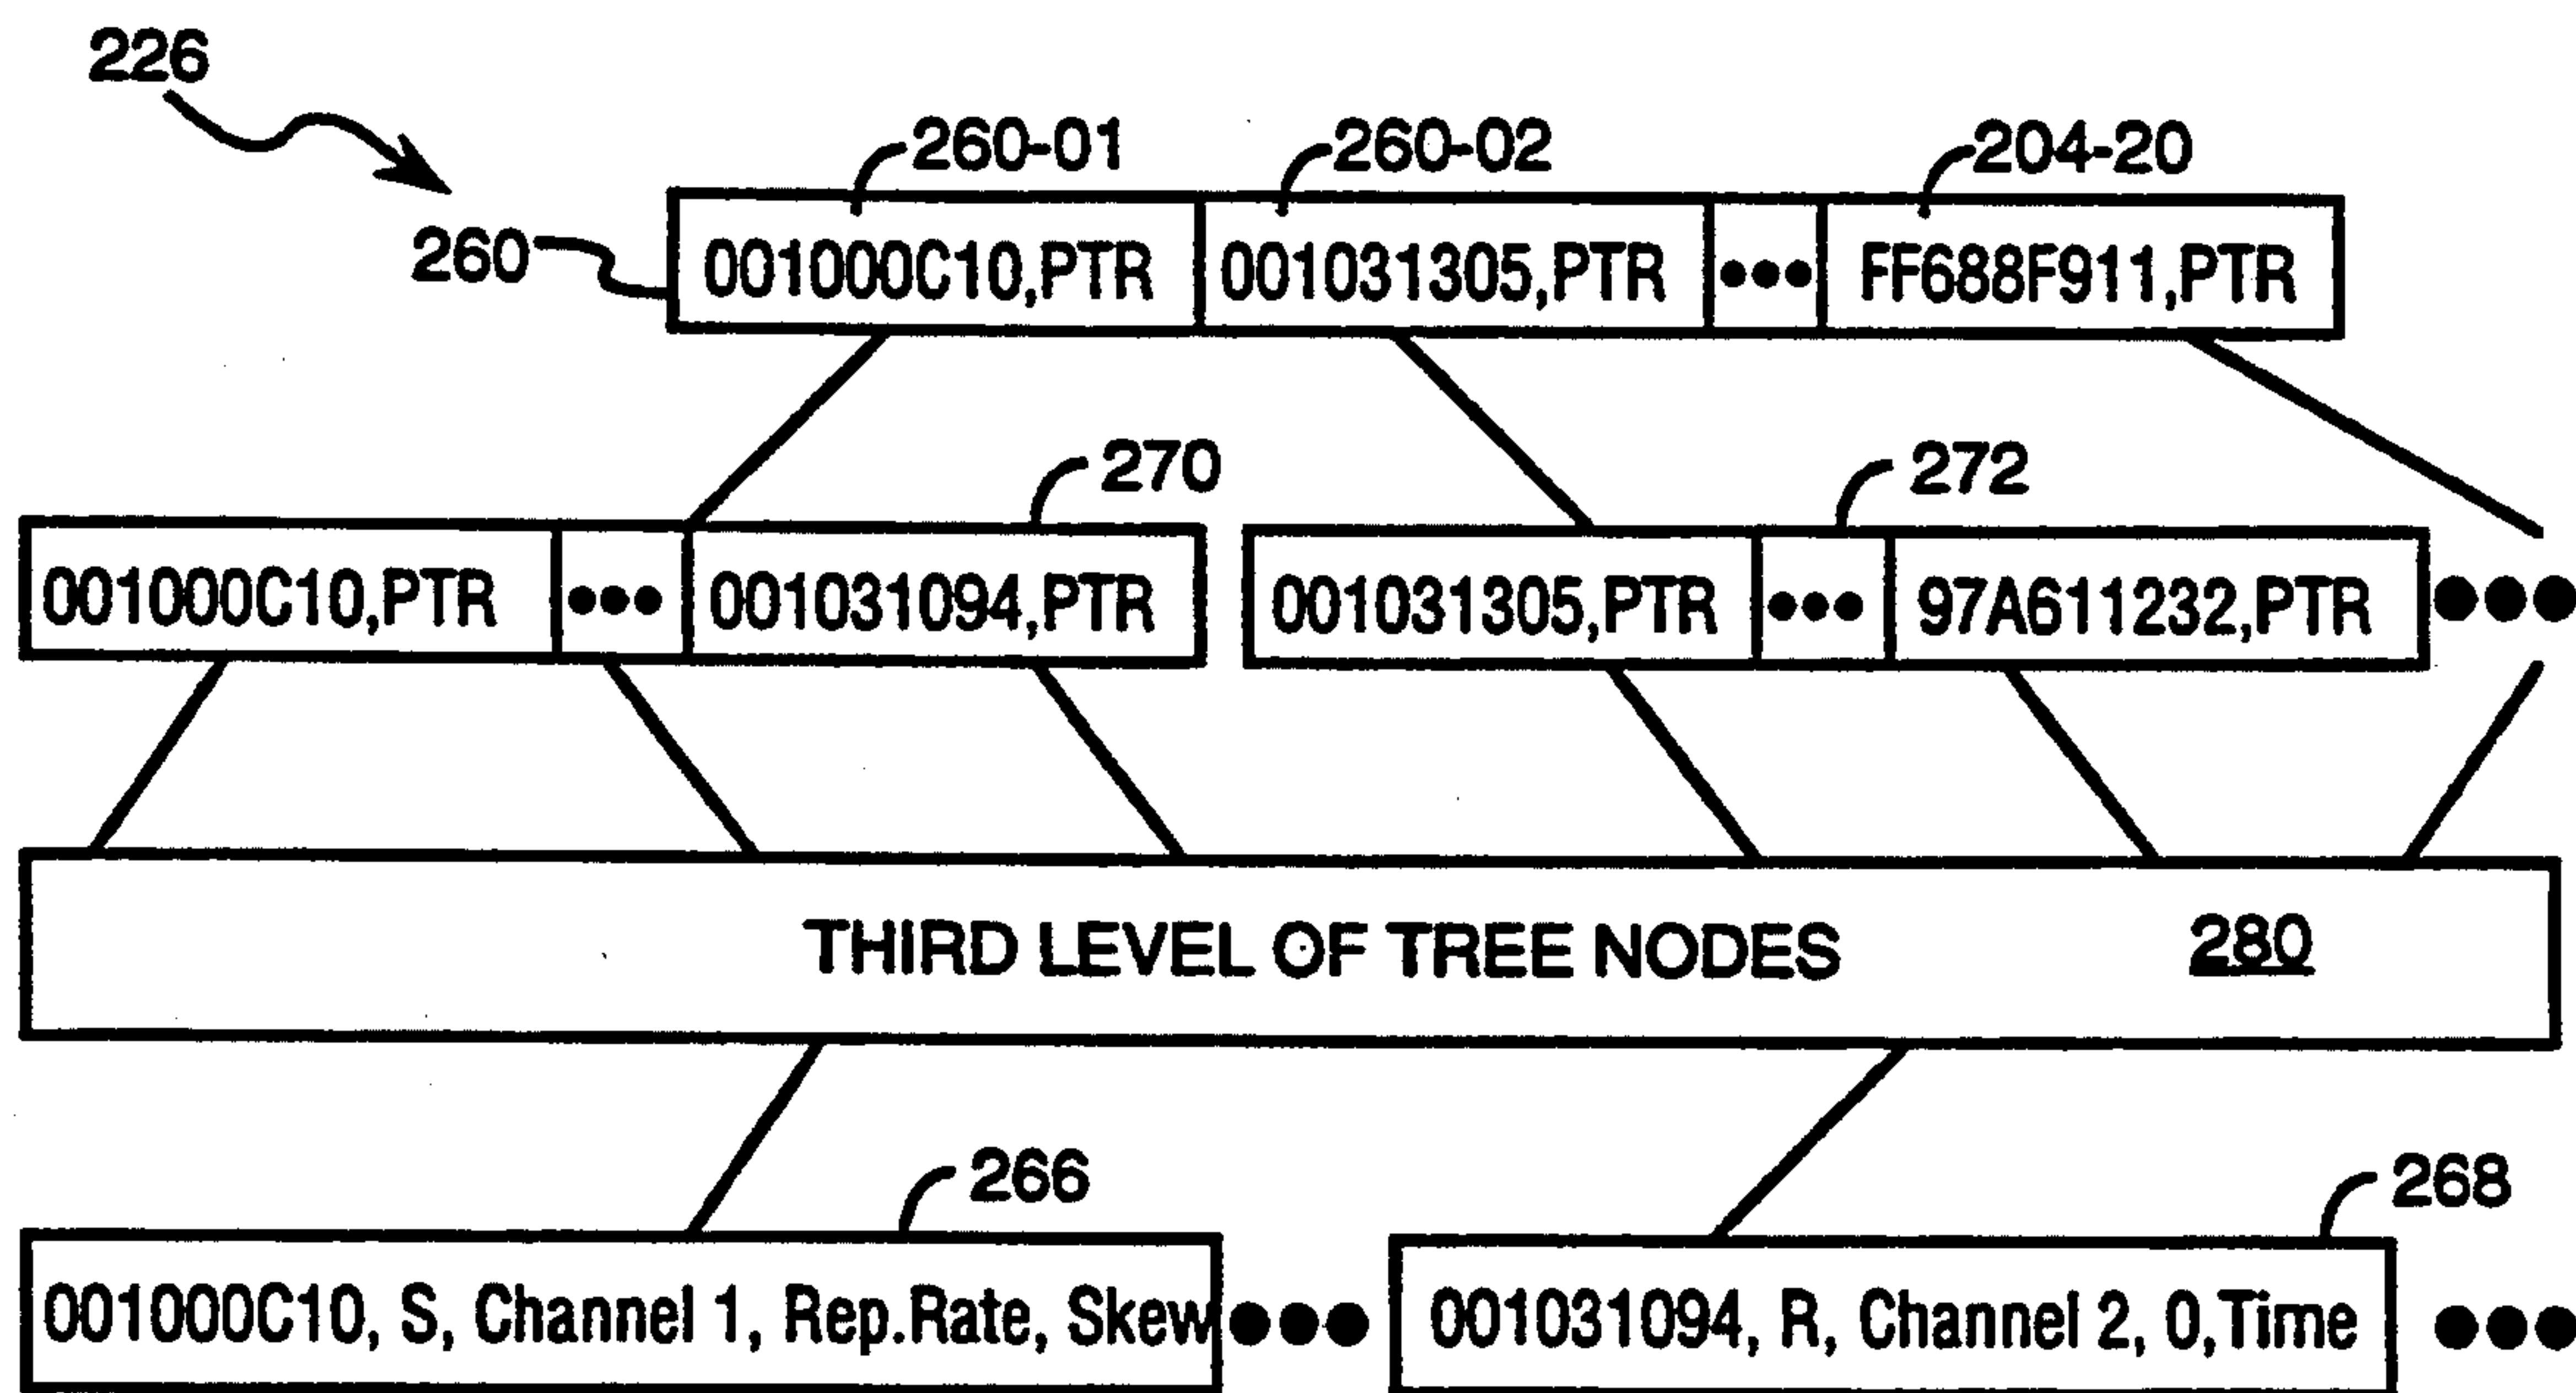 226
260-01 260-02 204-20
260
001000C10,PTR 001031305,PTR ••• FF688F911,PTR
270 272
001000C10,PTR ••• 001031094,PTR 001031305,PTR ••• 97A611232,PTR •••
THIRD LEVEL OF TREE NODES 280
266 268
001000C10, S, Channel 1, Rep.Rate, Skew ••• 001031094, R, Channel 2, 0,Time •••